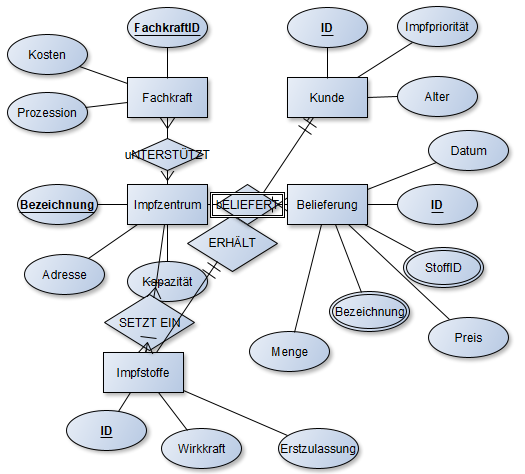 FachkraftID
ID
Impfpriorität
Kosten
Fachkraft
Kunde
Alter
Prozession
UNTERSTÜTZT
Datum
Bezeichnung
Impfzentrum
BELIEFERT
Belieferung
ID
ERHÄLT
Adresse
Kapazität
StoffID
Bezeichnung
SETZT EIN
Preis
Menge
Impfstoffe
ID
Wirkkraft
Erstzulassung